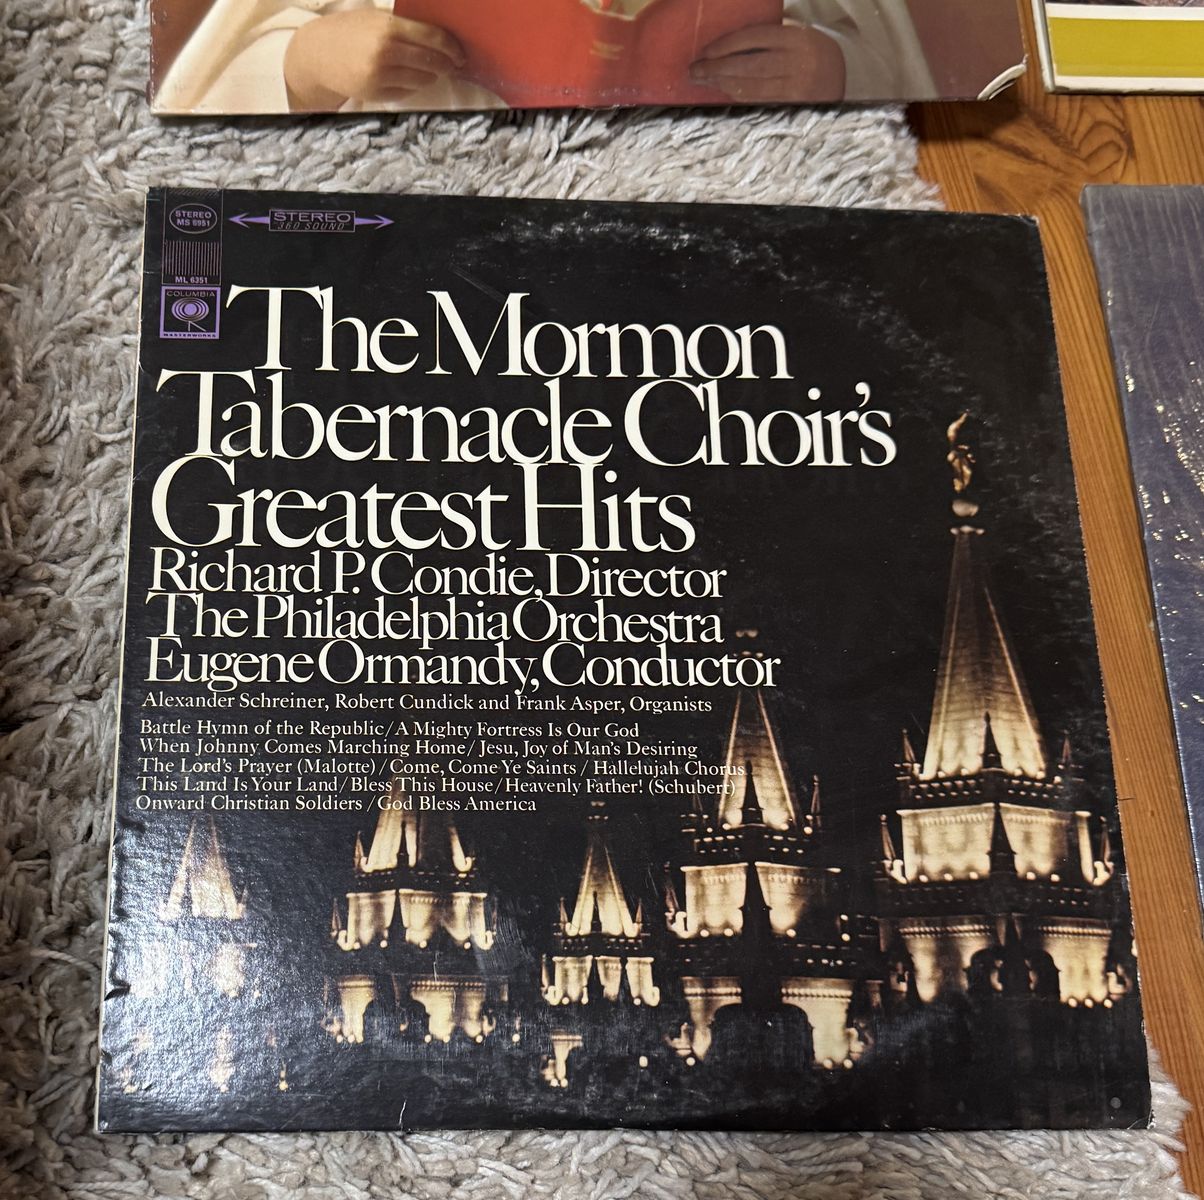 STEREO
MS 6951
STEREO
360 SOUND
ML 6351
COLUMBIA
MASTERWORKS
The Mormon
Tabernacle Choir's
Greatest Hits
Richard P. Condie, Director
The Philadelphia Orchestra
Eugene Ormandy, Conductor
Alexander Schreiner, Robert Cundick and Frank Asper, Organists
Battle Hymn of the Republic/A Mighty Fortress Is Our God
When Johnny Comes Marching Home/Jesu, Joy of Man's Desiring
The Lord's Prayer (Malotte)/Come, Come Ye Saints/Hallelujah Chorus
This Land Is Your Land/Bless This House/Heavenly Father! (Schubert)
Onward Christian Soldiers/God Bless America